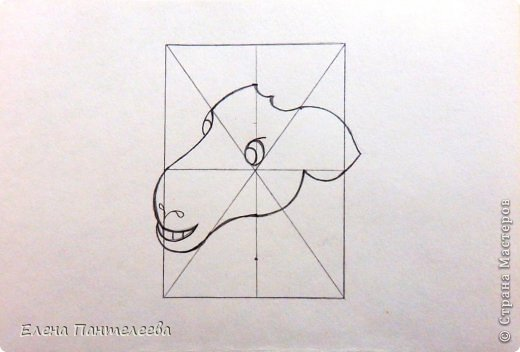 Елена Пантелеева
© Страна Мастеров